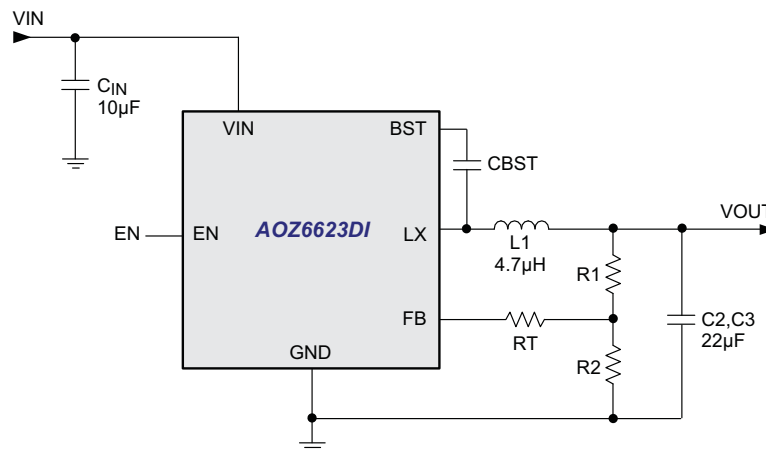 VIN
CIN
10µF
VIN
BST
CBST
EN
EN
AOZ6623DI
LX
L1
4.7µH
VOUT
R1
FB
RT
C2,C3
22µF
R2
GND